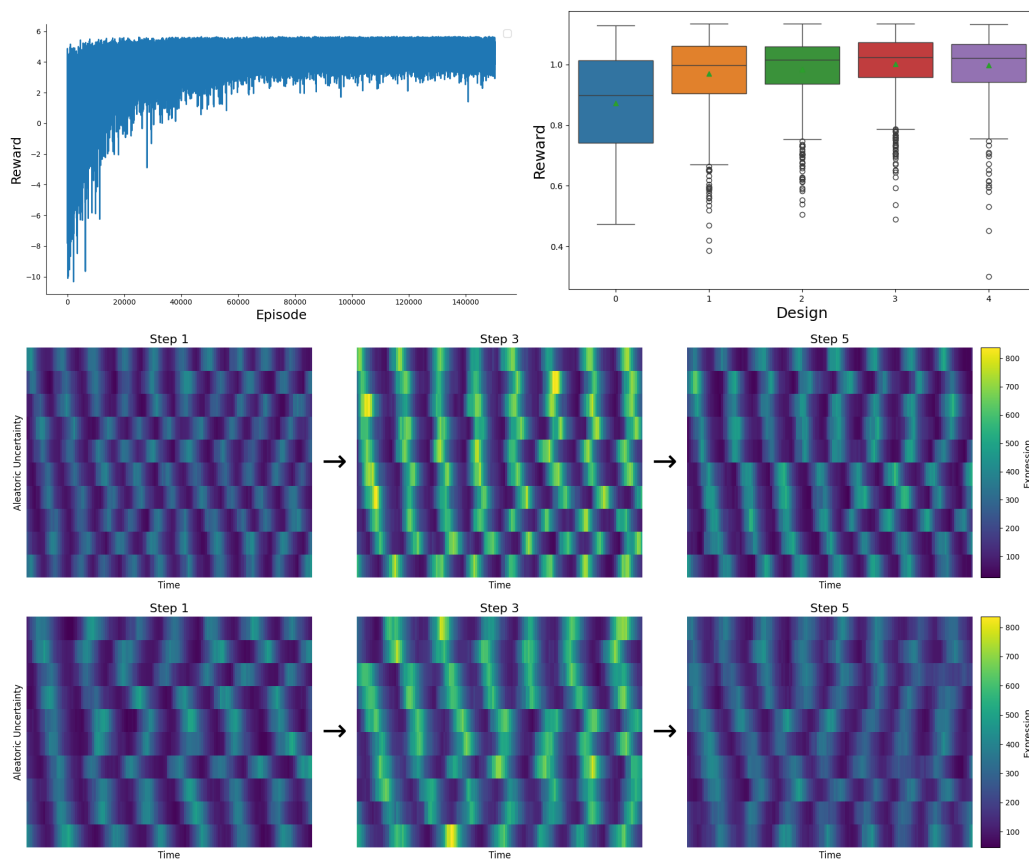 6
4
2
0
−2
−4
−6
−8
−10
0 20000 40000 60000 80000 100000 120000 140000
Episode
Reward
1.0
0.8
0.6
0.4
0 1 2 3 4
Design
Reward
Step 1 Step 3 Step 5
Aleatoric Uncertainty
→ →
Time Time Time
800
700
600
500
400
300
200
100
Expression
Step 1 Step 3 Step 5
Aleatoric Uncertainty
→ →
Time Time Time
800
700
600
500
400
300
200
100
Expression